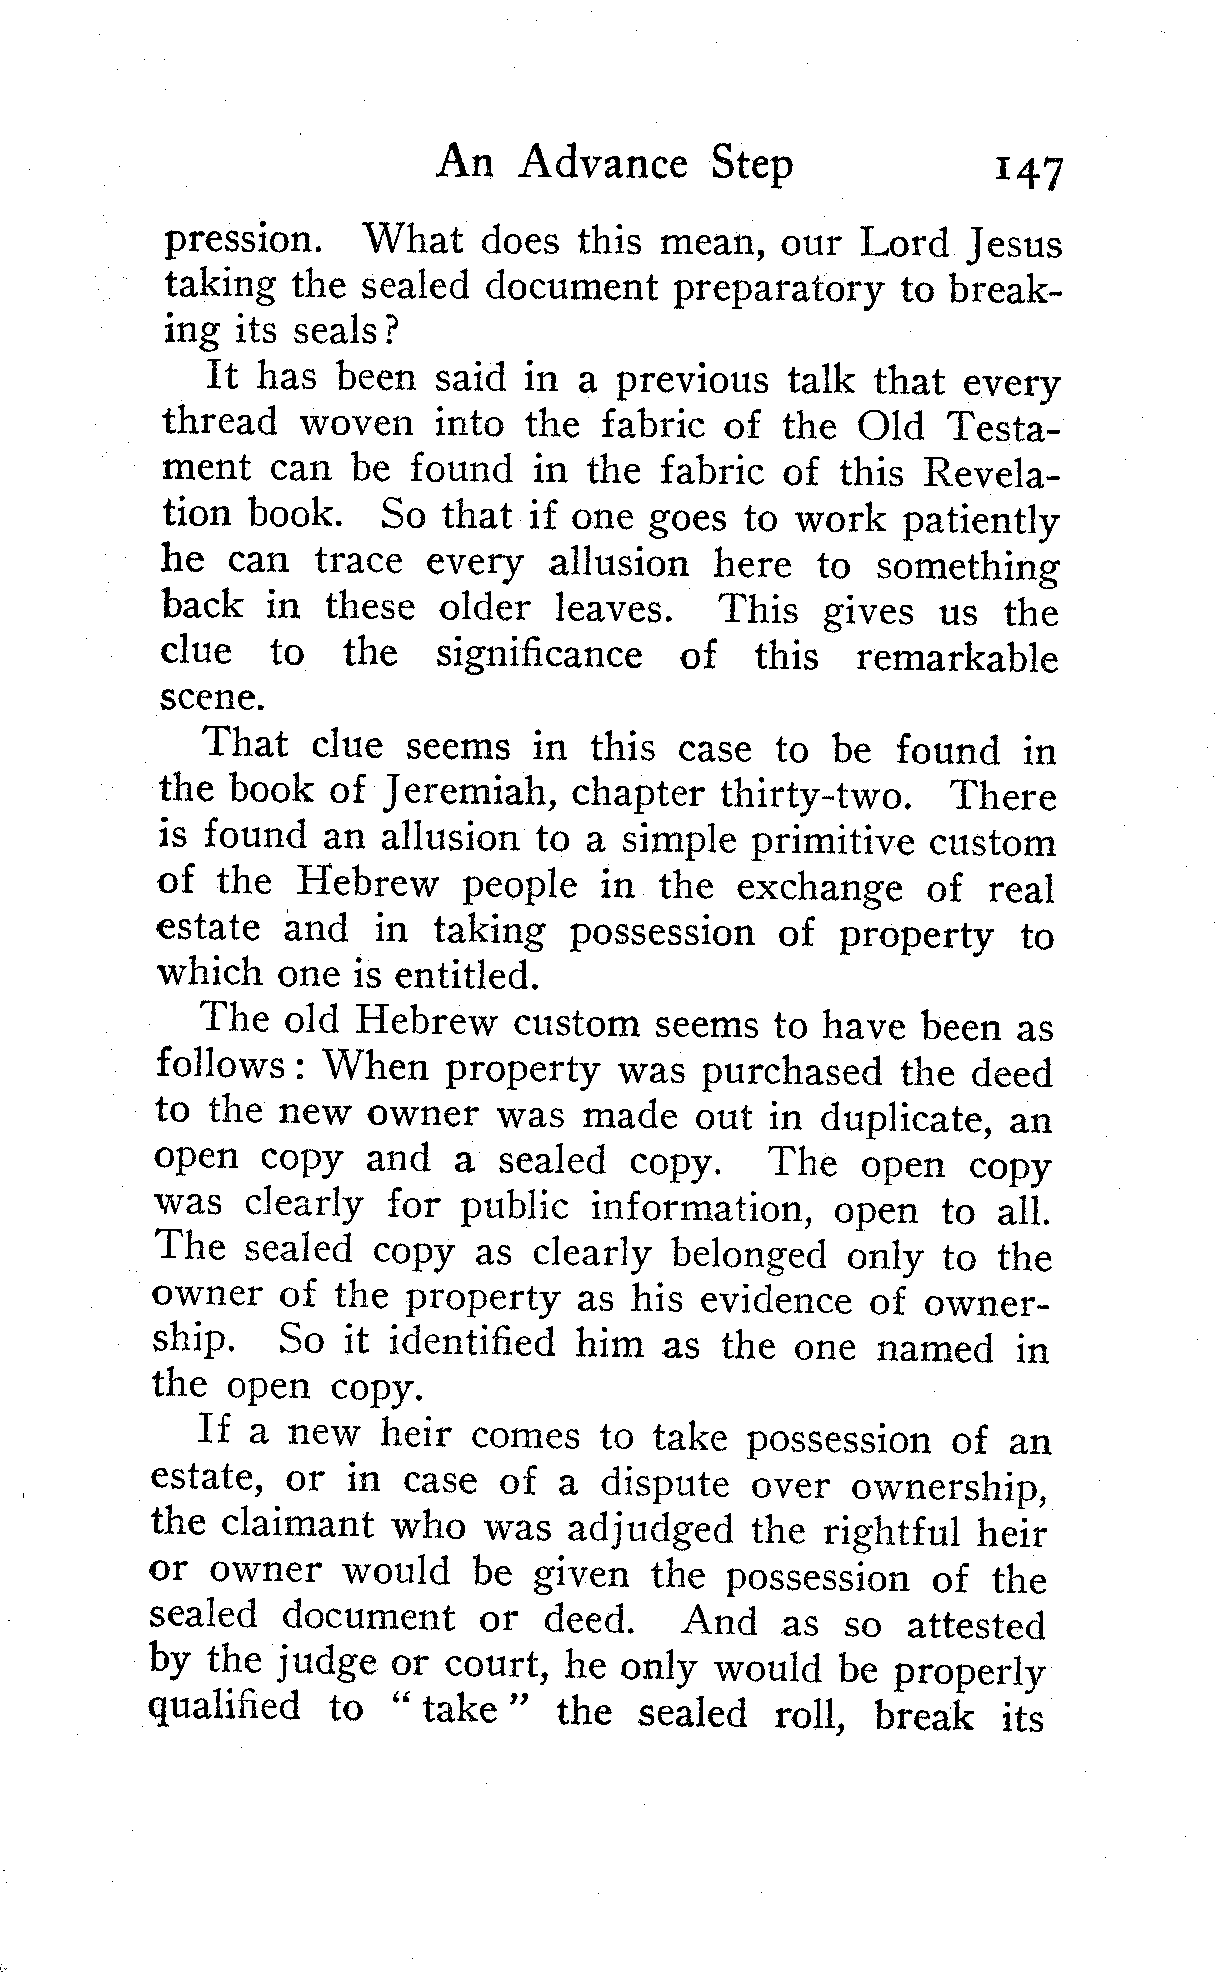 An Advance Step 147
pression. What does this mean, our Lord Jesus
taking the sealed document preparatory to break-
ing its seals?
It has been said in a previous talk that every
thread woven into the fabric of the Old Testa-
ment can be found in the fabric of this Revela-
tion book. So that if one goes to work patiently
he can trace every allusion here to something
back in these older leaves. This gives us the
clue to the significance of this remarkable
scene.
That clue seems in this case to be found in
the book of Jeremiah, chapter thirty-two. There
is found an allusion to a simple primitive custom
of the Hebrew people in the exchange of real
estate and in taking possession of property to
which one is entitled.
The old Hebrew custom seems to have been as
follows: When property was purchased the deed
to the new owner was made out in duplicate, an
open copy and a sealed copy. The open copy
was clearly for public information, open to all.
The sealed copy as clearly belonged only to the
owner of the property as his evidence of owner-
ship. So it identified him as the one named in
the open copy.
If a new heir comes to take possession of an
estate, or in case of a dispute over ownership,
the claimant who was adjudged the rightful heir
or owner would be given the possession of the
sealed document or deed. And as so attested
by the judge or court, he only would be properly
qualified to “take” the sealed roll, break its